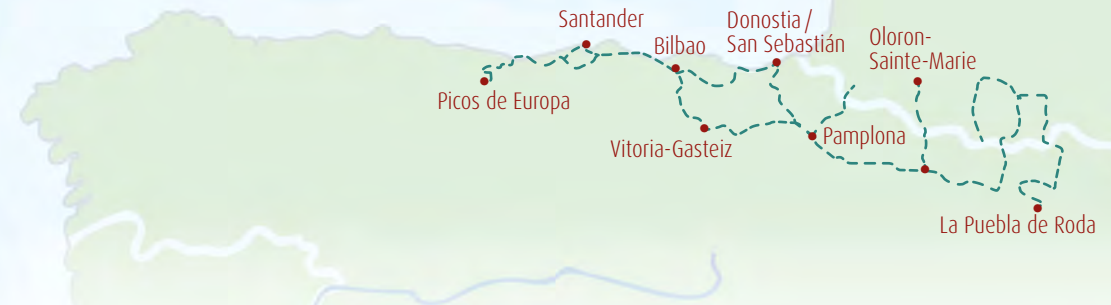 Santander
Bilbao
Donostia /
San Sebastián
Oloron-
Sainte-Marie
Picos de Europa
Vitoria-Gasteiz
Pamplona
La Puebla de Roda